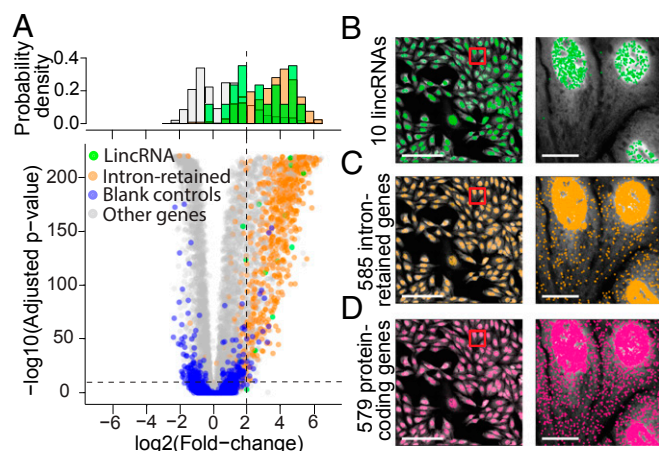 A
Probability
density
0.4
0.2
0.0
LincRNA
Intron-retained
Blank controls
Other genes
−log10(Adjusted p−value)
200
150
100
50
0
−6 −4 −2 0 2 4 6
log2(Fold−change)
B
10 lincRNAs
C
585 intron-
retained genes
D
579 protein-
coding genes